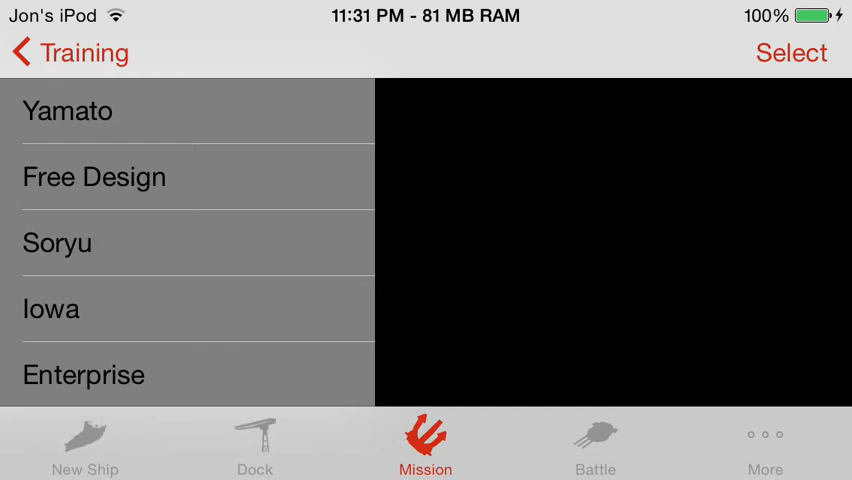 Jon's iPod 11:31 PM - 81 MB RAM 100%
Training Select
Yamato
Free Design
Soryu
Iowa
Enterprise
New Ship Dock Mission Battle More